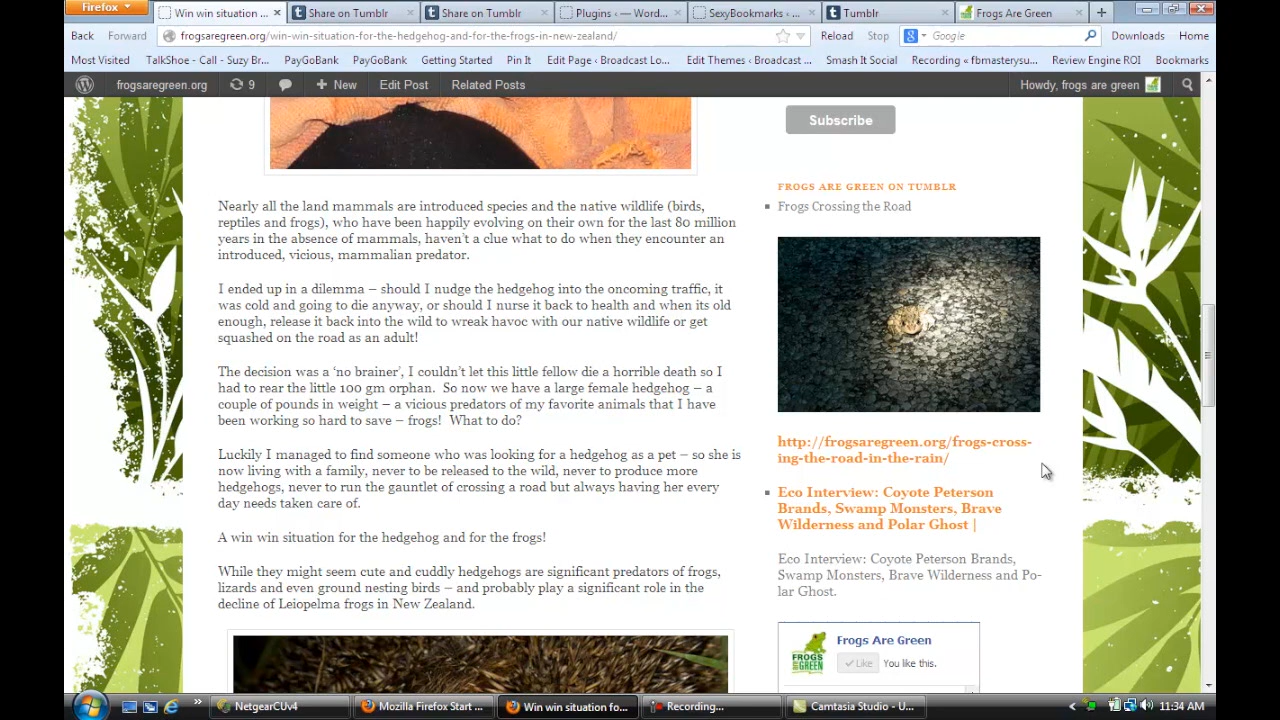 Firefox
Win win situation ...
Share on Tumblr
Share on Tumblr
Plugins ‹ — Word...
SexyBookmarks ‹ ...
Tumblr
Frogs Are Green
Back
Forward
frogsaregreen.org/win-win-situation-for-the-hedgehog-and-for-the-frogs-in-new-zealand/
Reload
Stop
Google
Downloads
Home
Most Visited
TalkShoe - Call - Suzy Br...
PayGoBank
PayGoBank
Getting Started
Pin It
Edit Page ‹ Broadcast Lo...
Edit Themes ‹ Broadcast ...
Smash It Social
Recording « fbmasterysu...
Review Engine ROI
Bookmarks
frogsaregreen.org
9
New
Edit Post
Related Posts
Howdy, frogs are green
Nearly all the land mammals are introduced species and the native wildlife (birds,
reptiles and frogs), who have been happily evolving on their own for the last 80 million
years in the absence of mammals, haven't a clue what to do when they encounter an
introduced, vicious, mammalian predator.
I ended up in a dilemma – should I nudge the hedgehog into the oncoming traffic, it
was cold and going to die anyway, or should I nurse it back to health and when its old
enough, release it back into the wild to wreak havoc with our native wildlife or get
squashed on the road as an adult!
The decision was a 'no brainer', I couldn't let this little fellow die a horrible death so I
had to rear the little 100 gm orphan. So now we have a large female hedgehog – a
couple of pounds in weight – a vicious predators of my favorite animals that I have
been working so hard to save – frogs! What to do?
Luckily I managed to find someone who was looking for a hedgehog as a pet – so she is
now living with a family, never to be released to the wild, never to produce more
hedgehogs, never to run the gauntlet of crossing a road but always having her every
day needs taken care of.
A win win situation for the hedgehog and for the frogs!
While they might seem cute and cuddly hedgehogs are significant predators of frogs,
lizards and even ground nesting birds – and probably play a significant role in the
decline of Leiopelma frogs in New Zealand.
Subscribe
FROGS ARE GREEN ON TUMBLR
Frogs Crossing the Road
http://frogsaregreen.org/frogs-cross-
ing-the-road-in-the-rain/
Eco Interview: Coyote Peterson
Brands, Swamp Monsters, Brave
Wilderness and Polar Ghost |
Eco Interview: Coyote Peterson Brands,
Swamp Monsters, Brave Wilderness and Po-
lar Ghost.
FROGS
ARE
GREEN
Frogs Are Green
Like
You like this.
NetgearCUv4
Mozilla Firefox Start ...
Win win situation fo...
Recording...
Camtasia Studio - U...
11:34 AM